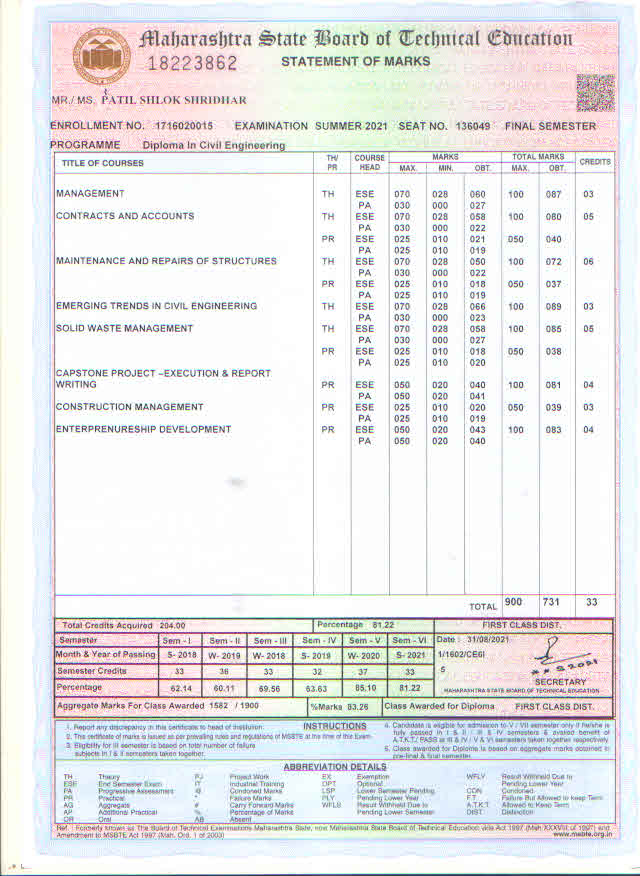 Maharashtra State Board of Technical Education
18223862 STATEMENT OF MARKS
MR./ MS. PATIL SHLOK SHRIDHAR
ENROLLMENT NO. 1716020015 EXAMINATION SUMMER 2021 SEAT NO. 136049 FINAL SEMESTER
PROGRAMME Diploma In Civil Engineering
TITLE OF COURSES TH/ PR COURSE HEAD MARKS MAX. MIN. OBT. TOTAL MARKS MAX. OBT. CREDITS
MANAGEMENT TH ESE 070 028 060 100 087 03
PA 030 000 027
CONTRACTS AND ACCOUNTS TH ESE 070 028 058 100 080 05
PA 030 000 022
PR ESE 025 010 021 050 040
PA 025 010 019
MAINTENANCE AND REPAIRS OF STRUCTURES TH ESE 070 028 050 100 072 06
PA 030 000 022
PR ESE 025 010 018 050 037
PA 025 010 019
EMERGING TRENDS IN CIVIL ENGINEERING TH ESE 070 028 066 100 089 03
PA 030 000 023
SOLID WASTE MANAGEMENT TH ESE 070 028 058 100 085 05
PA 030 000 027
PR ESE 025 010 018 050 038
PA 025 010 020
CAPSTONE PROJECT –EXECUTION & REPORT
WRITING PR ESE 050 020 040 100 081 04
PA 050 020 041
CONSTRUCTION MANAGEMENT PR ESE 025 010 020 050 039 03
PA 025 010 019
ENTERPRENURESHIP DEVELOPMENT PR ESE 050 020 043 100 083 04
PA 050 020 040
TOTAL 900 731 33
Total Credits Acquired 204.00 Percentage 81.22 FIRST CLASS DIST.
Semester Sem - I Sem - II Sem - III Sem - IV Sem - V Sem - VI Date : 31/08/2021
Month & Year of Passing S- 2018 W- 2019 W- 2018 S- 2019 W- 2020 S- 2021 1/1602/CE6I
Semester Credits 33 36 33 32 37 33 5
SECRETARY
Percentage 62.14 60.11 69.56 63.63 85.10 81.22 MAHARASHTRA STATE BOARD OF TECHNICAL EDUCATION
Aggregate Marks For Class Awarded 1582 / 1900 %Marks 83.26 Class Awarded for Diploma FIRST CLASS DIST.
INSTRUCTIONS
1. Report any discrepancy in this certificate to head of institution.
2. This certificate of marks is issued as per prevailing rules and regulations of MSBTE at the time of this Exam.
3. Eligibility for III semester is based on total number of failure
subjects in I & II semesters taken together.
4. Candidate is eligible for admission to V / VII semester only if he/she is
fully passed in I & II / III & IV semesters & availed benefit of
A.T.K.T./ PASS at III & IV / V & VI semesters taken together respectively
5. Class awarded for Diploma is based on aggregate marks obtained in
pre-final & final semester.
ABBREVIATION DETAILS
TH Theory PJ Project Work EX Exemption WFLY Result Withheld Due to
ESE End Semester Exam IT Industrial Training OPT Optional Pending Lower Year
PA Progressive Assessment @ Condoned Marks LSP Lower Semester Pending CON Condoned
PR Practical * Failure Marks PLY Pending Lower Year F.T. Failure But Allowed to Keep Term
AG Aggregate # Carry Forward Marks WFLS Result Withheld Due to A.T.K.T. Allowed to Keep Term
AP Additional Practical % Percentage of Marks Pending Lower Semester DIST. Distinction
OR Oral AB Absent
Ref. : Formerly known as The Board of Technical Examinations Maharashtra State, now Maharashtra State Board of Technical Education vide Act 1997 (Mah XXXVIII of 1997) and
Amendment to MSBTE Act 1997 (Mah. Ord. 1 of 2003) www.msbte.org.in